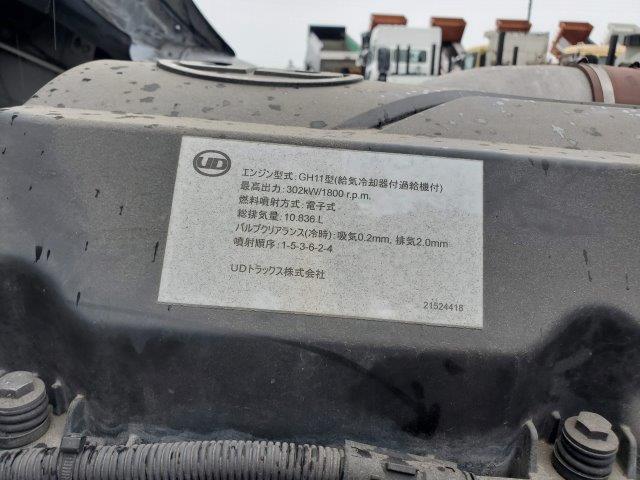 UD
エンジン型式:GH11型(給気冷却器付過給機付)
最高出力:302kW/1800 r.p.m.
燃料噴射方式:電子式
総排気量:10.836 L
バルブクリアランス(冷時):吸気0.2mm, 排気2.0mm
噴射順序:1-5-3-6-2-4
UDトラックス株式会社
21524418